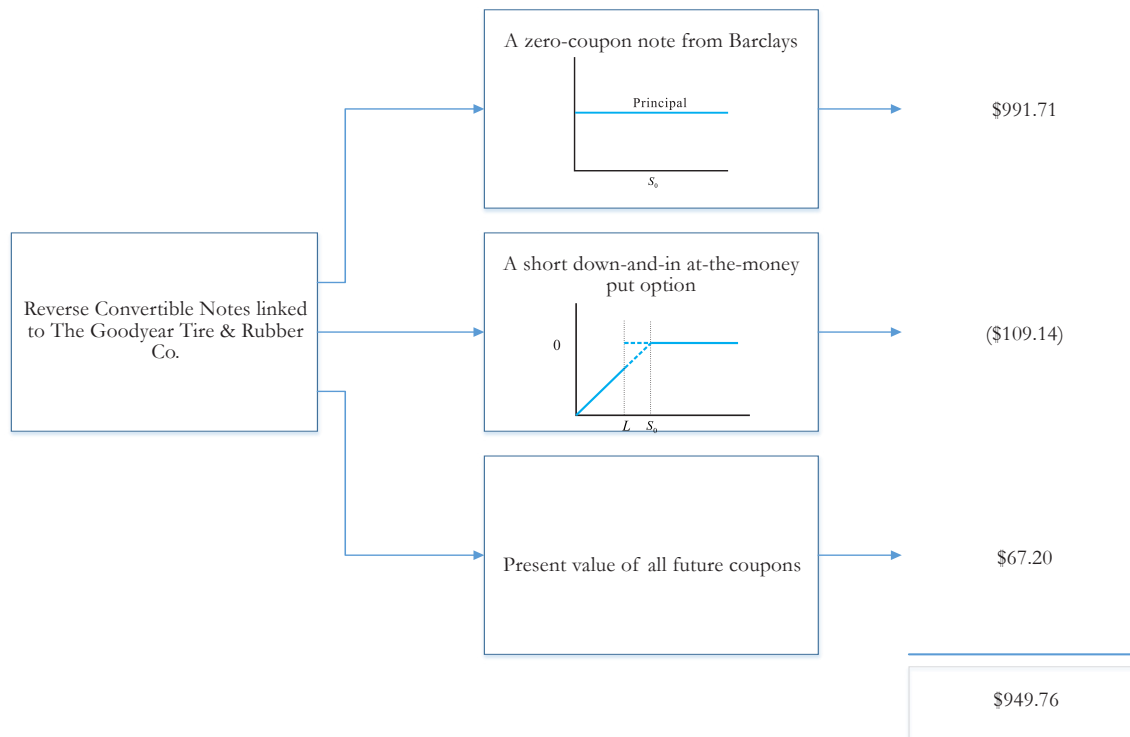 A zero-coupon note from Barclays
Principal
S₀
$991.71
Reverse Convertible Notes linked
to The Goodyear Tire & Rubber
Co.
A short down-and-in at-the-money
put option
0
L S₀
($109.14)
Present value of all future coupons
$67.20
$949.76